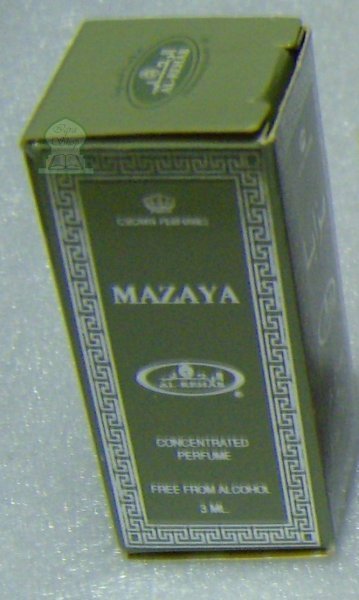 CROWN PERFUMES
MAZAYA
AL-REHAB
®
CONCENTRATED
PERFUME
FREE FROM ALCOHOL
3 ML.